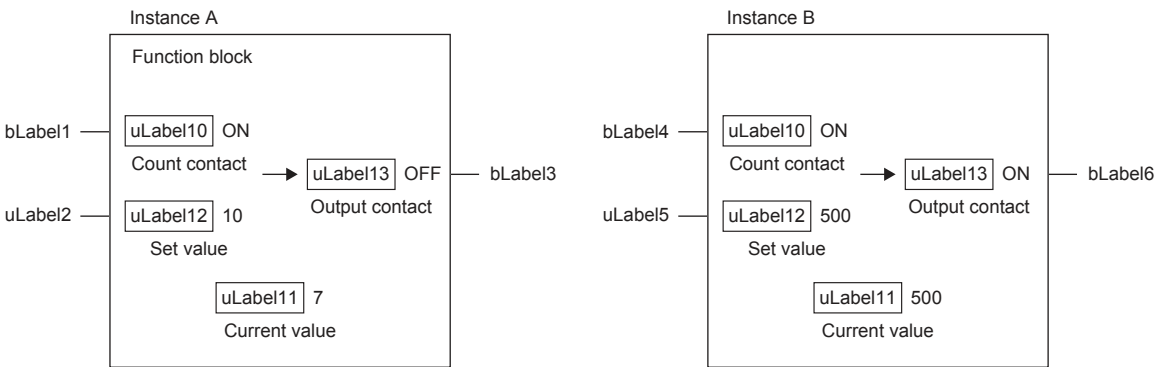 Instance A
Function block
bLabel1
uLabel10 ON
Count contact
uLabel13 OFF
bLabel3
Output contact
uLabel2
uLabel12 10
Set value
uLabel11 7
Current value
Instance B
bLabel4
uLabel10 ON
Count contact
uLabel13 ON
bLabel6
Output contact
uLabel5
uLabel12 500
Set value
uLabel11 500
Current value